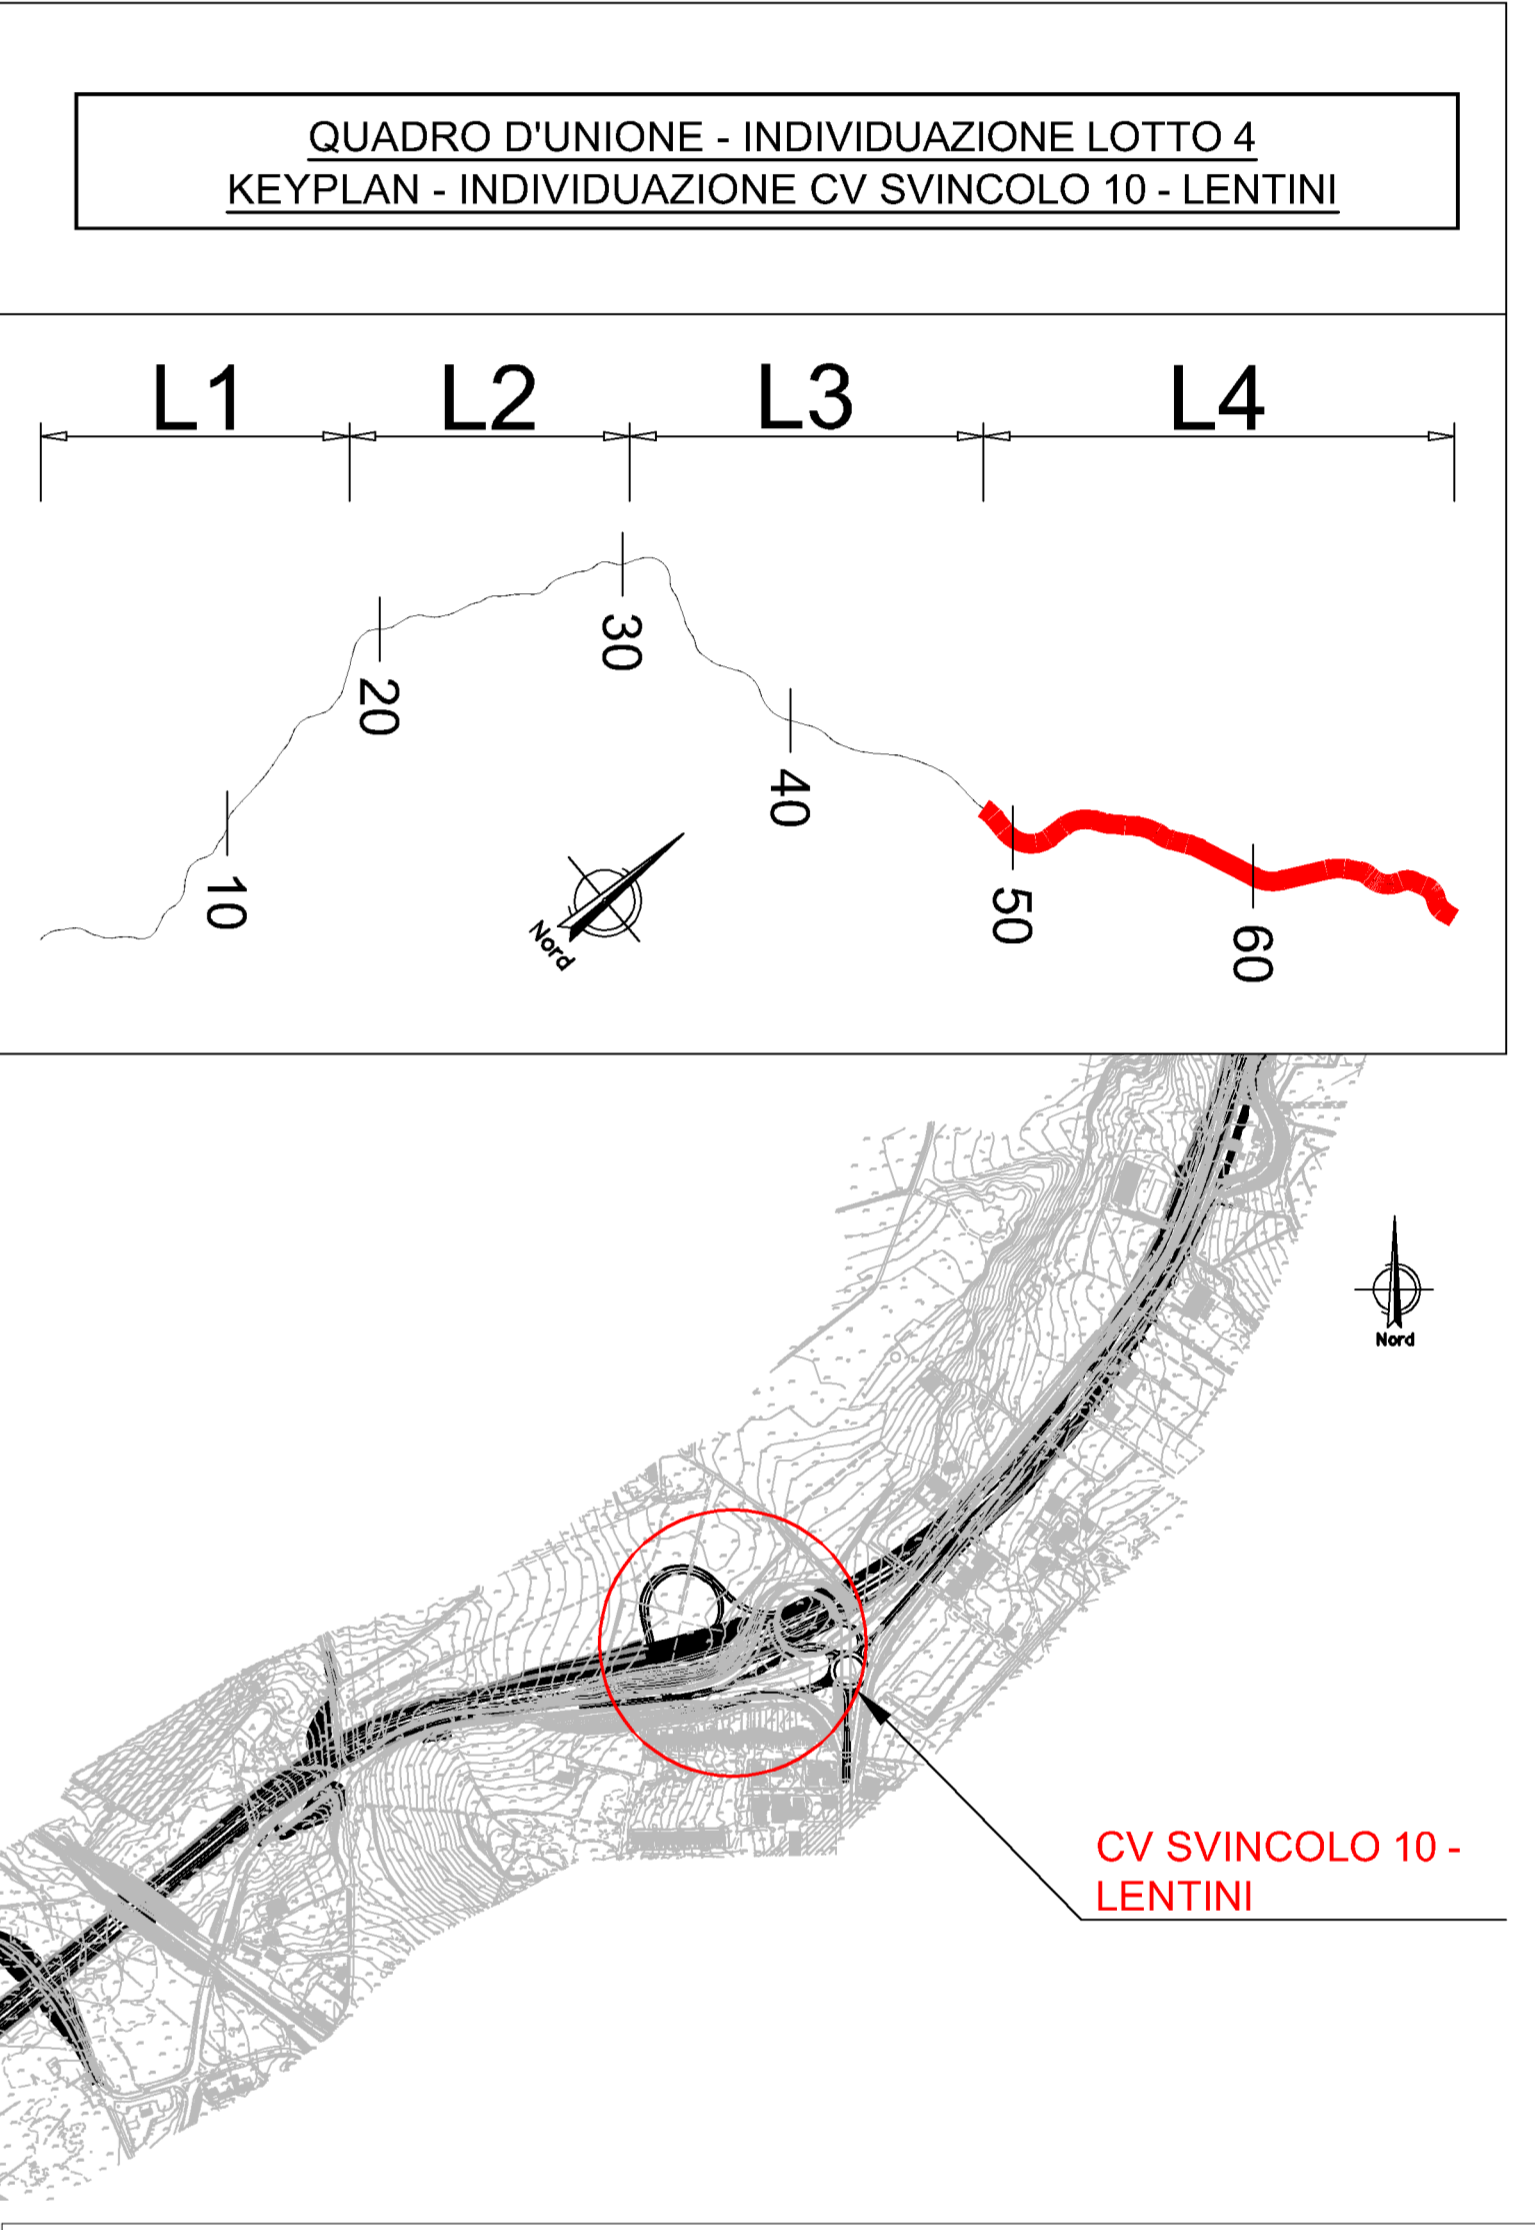 QUADRO D'UNIONE - INDIVIDUAZIONE LOTTO 4
KEYPLAN - INDIVIDUAZIONE CV SVINCOLO 10 - LENTINI
L1
L2
L3
L4
10
20
30
40
50
60
Nord
Nord
CV SVINCOLO 10 -
LENTINI